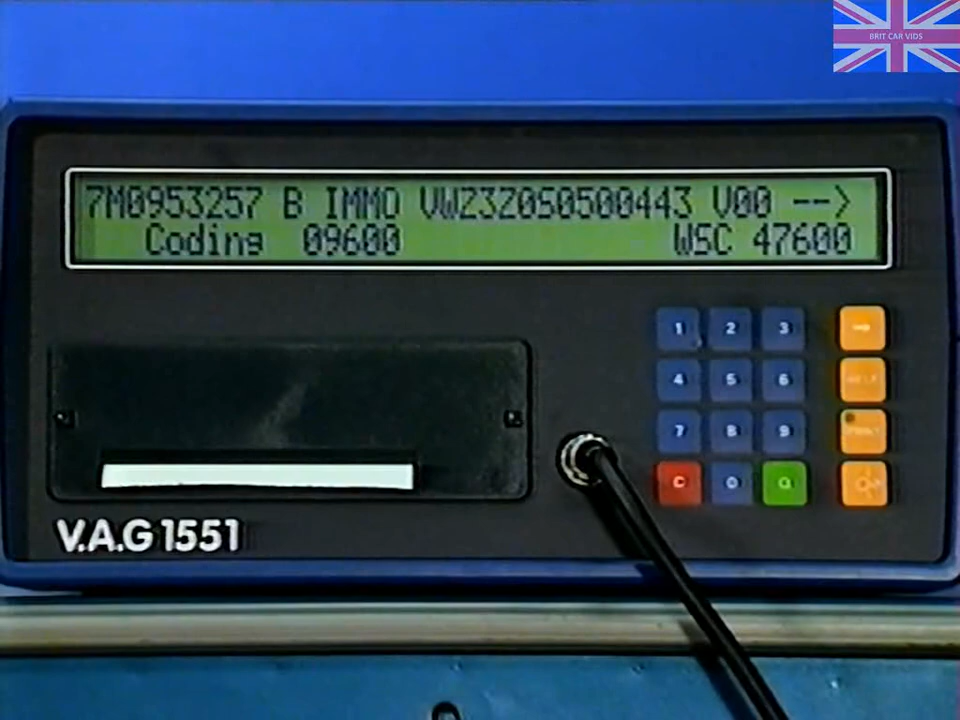 BRIT CAR VIDS
7M0953257 B IMMO VWZ3Z0S0500443 V00 -->
Coding 09600 WSC 47600
1 2 3
4 5 6
7 8 9
C 0 Q
V.A.G 1551